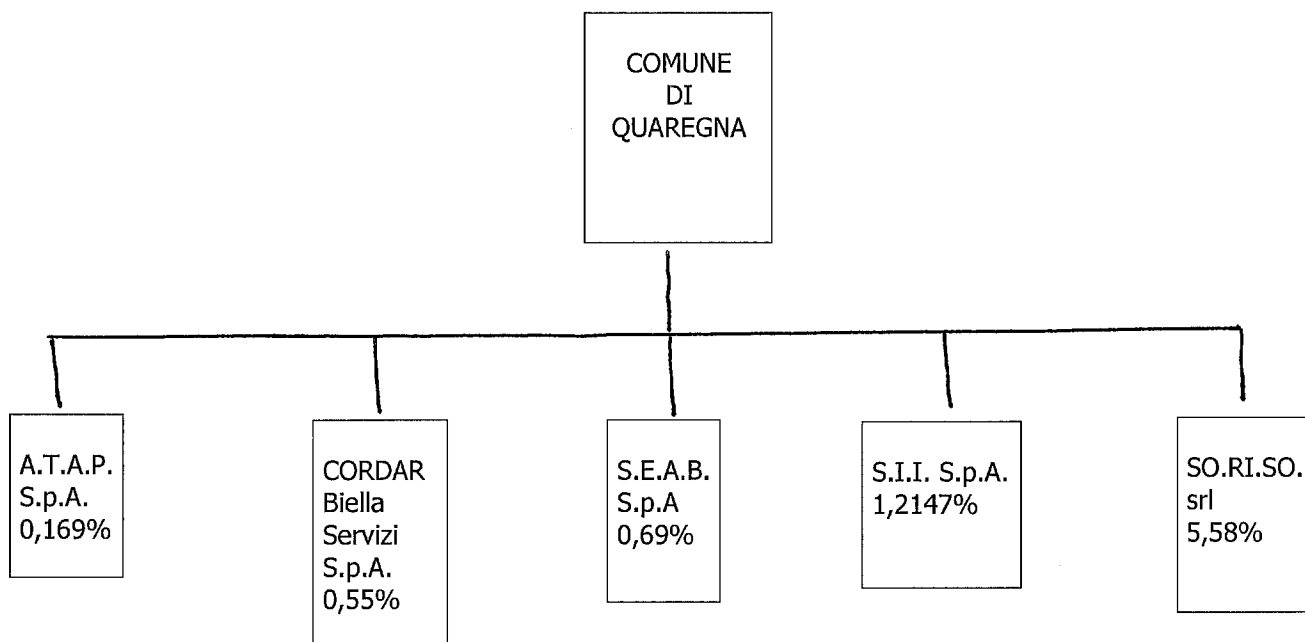 COMUNE
DI
QUAREGNA
A.T.A.P.
S.p.A.
0,169%
CORDAR
Biella
Servizi
S.p.A.
0,55%
S.E.A.B.
S.p.A
0,69%
S.I.I. S.p.A.
1,2147%
SO.RI.SO.
srl
5,58%